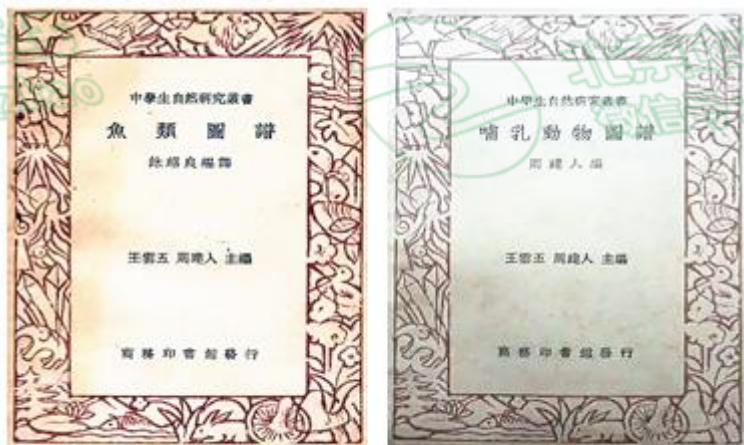 中學生自然研究叢書
魚類圖譜
王雲五 周建人 主編
商務印書館發行
中學生自然研究叢書
哺乳動物圖譜
周建人編
王雲五 周建人 主編
商務印書館發行